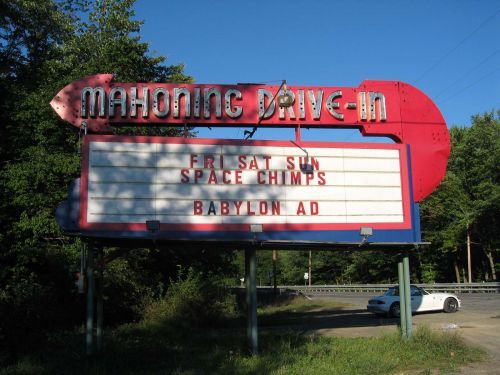 MAHONING DRIVE-IN
FRI SAT SUN
SPACE CHIMPS
BABYLON AD